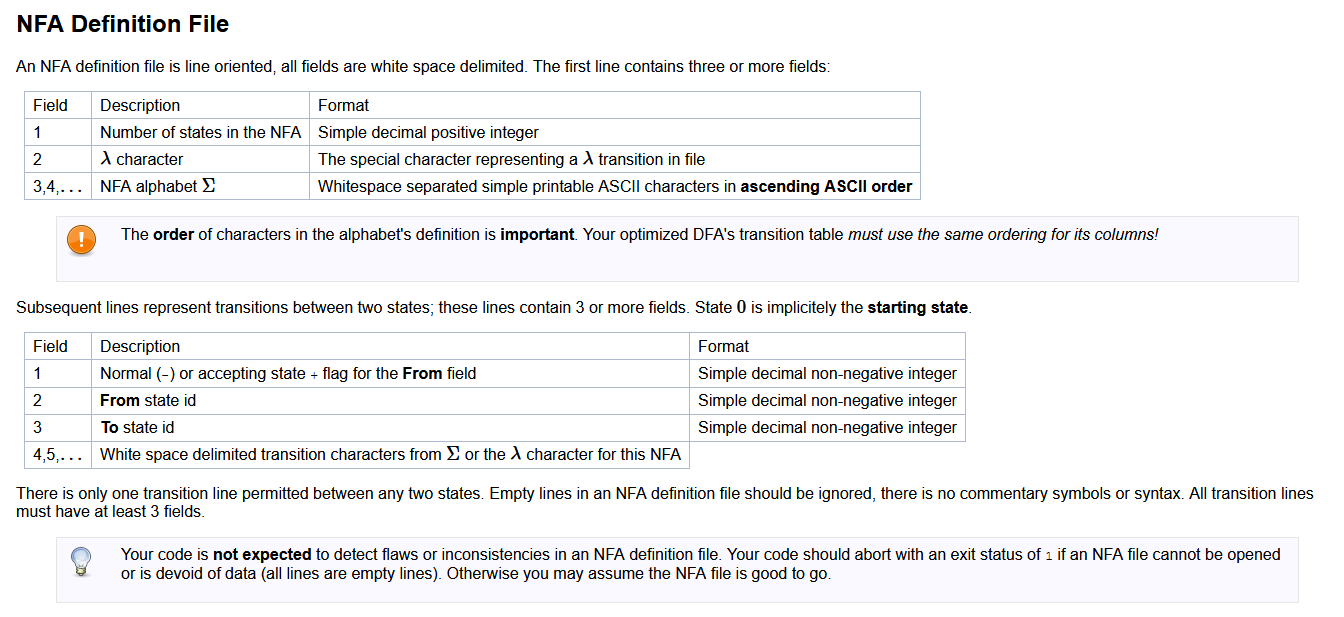 NFA Definition File
An NFA definition file is line oriented, all fields are white space delimited. The first line contains three or more fields:
Field Description Format
1 Number of states in the NFA Simple decimal positive integer
2 λ character The special character representing a λ transition in file
3,4,... NFA alphabet Σ Whitespace separated simple printable ASCII characters in ascending ASCII order
The order of characters in the alphabet's definition is important. Your optimized DFA's transition table must use the same ordering for its columns!
Subsequent lines represent transitions between two states; these lines contain 3 or more fields. State 0 is implicitely the starting state.
Field Description Format
1 Normal (-) or accepting state + flag for the From field Simple decimal non-negative integer
2 From state id Simple decimal non-negative integer
3 To state id Simple decimal non-negative integer
4,5,... White space delimited transition characters from Σ or the λ character for this NFA
There is only one transition line permitted between any two states. Empty lines in an NFA definition file should be ignored, there is no commentary symbols or syntax. All transition lines
must have at least 3 fields.
Your code is not expected to detect flaws or inconsistencies in an NFA definition file. Your code should abort with an exit status of 1 if an NFA file cannot be opened
or is devoid of data (all lines are empty lines). Otherwise you may assume the NFA file is good to go.